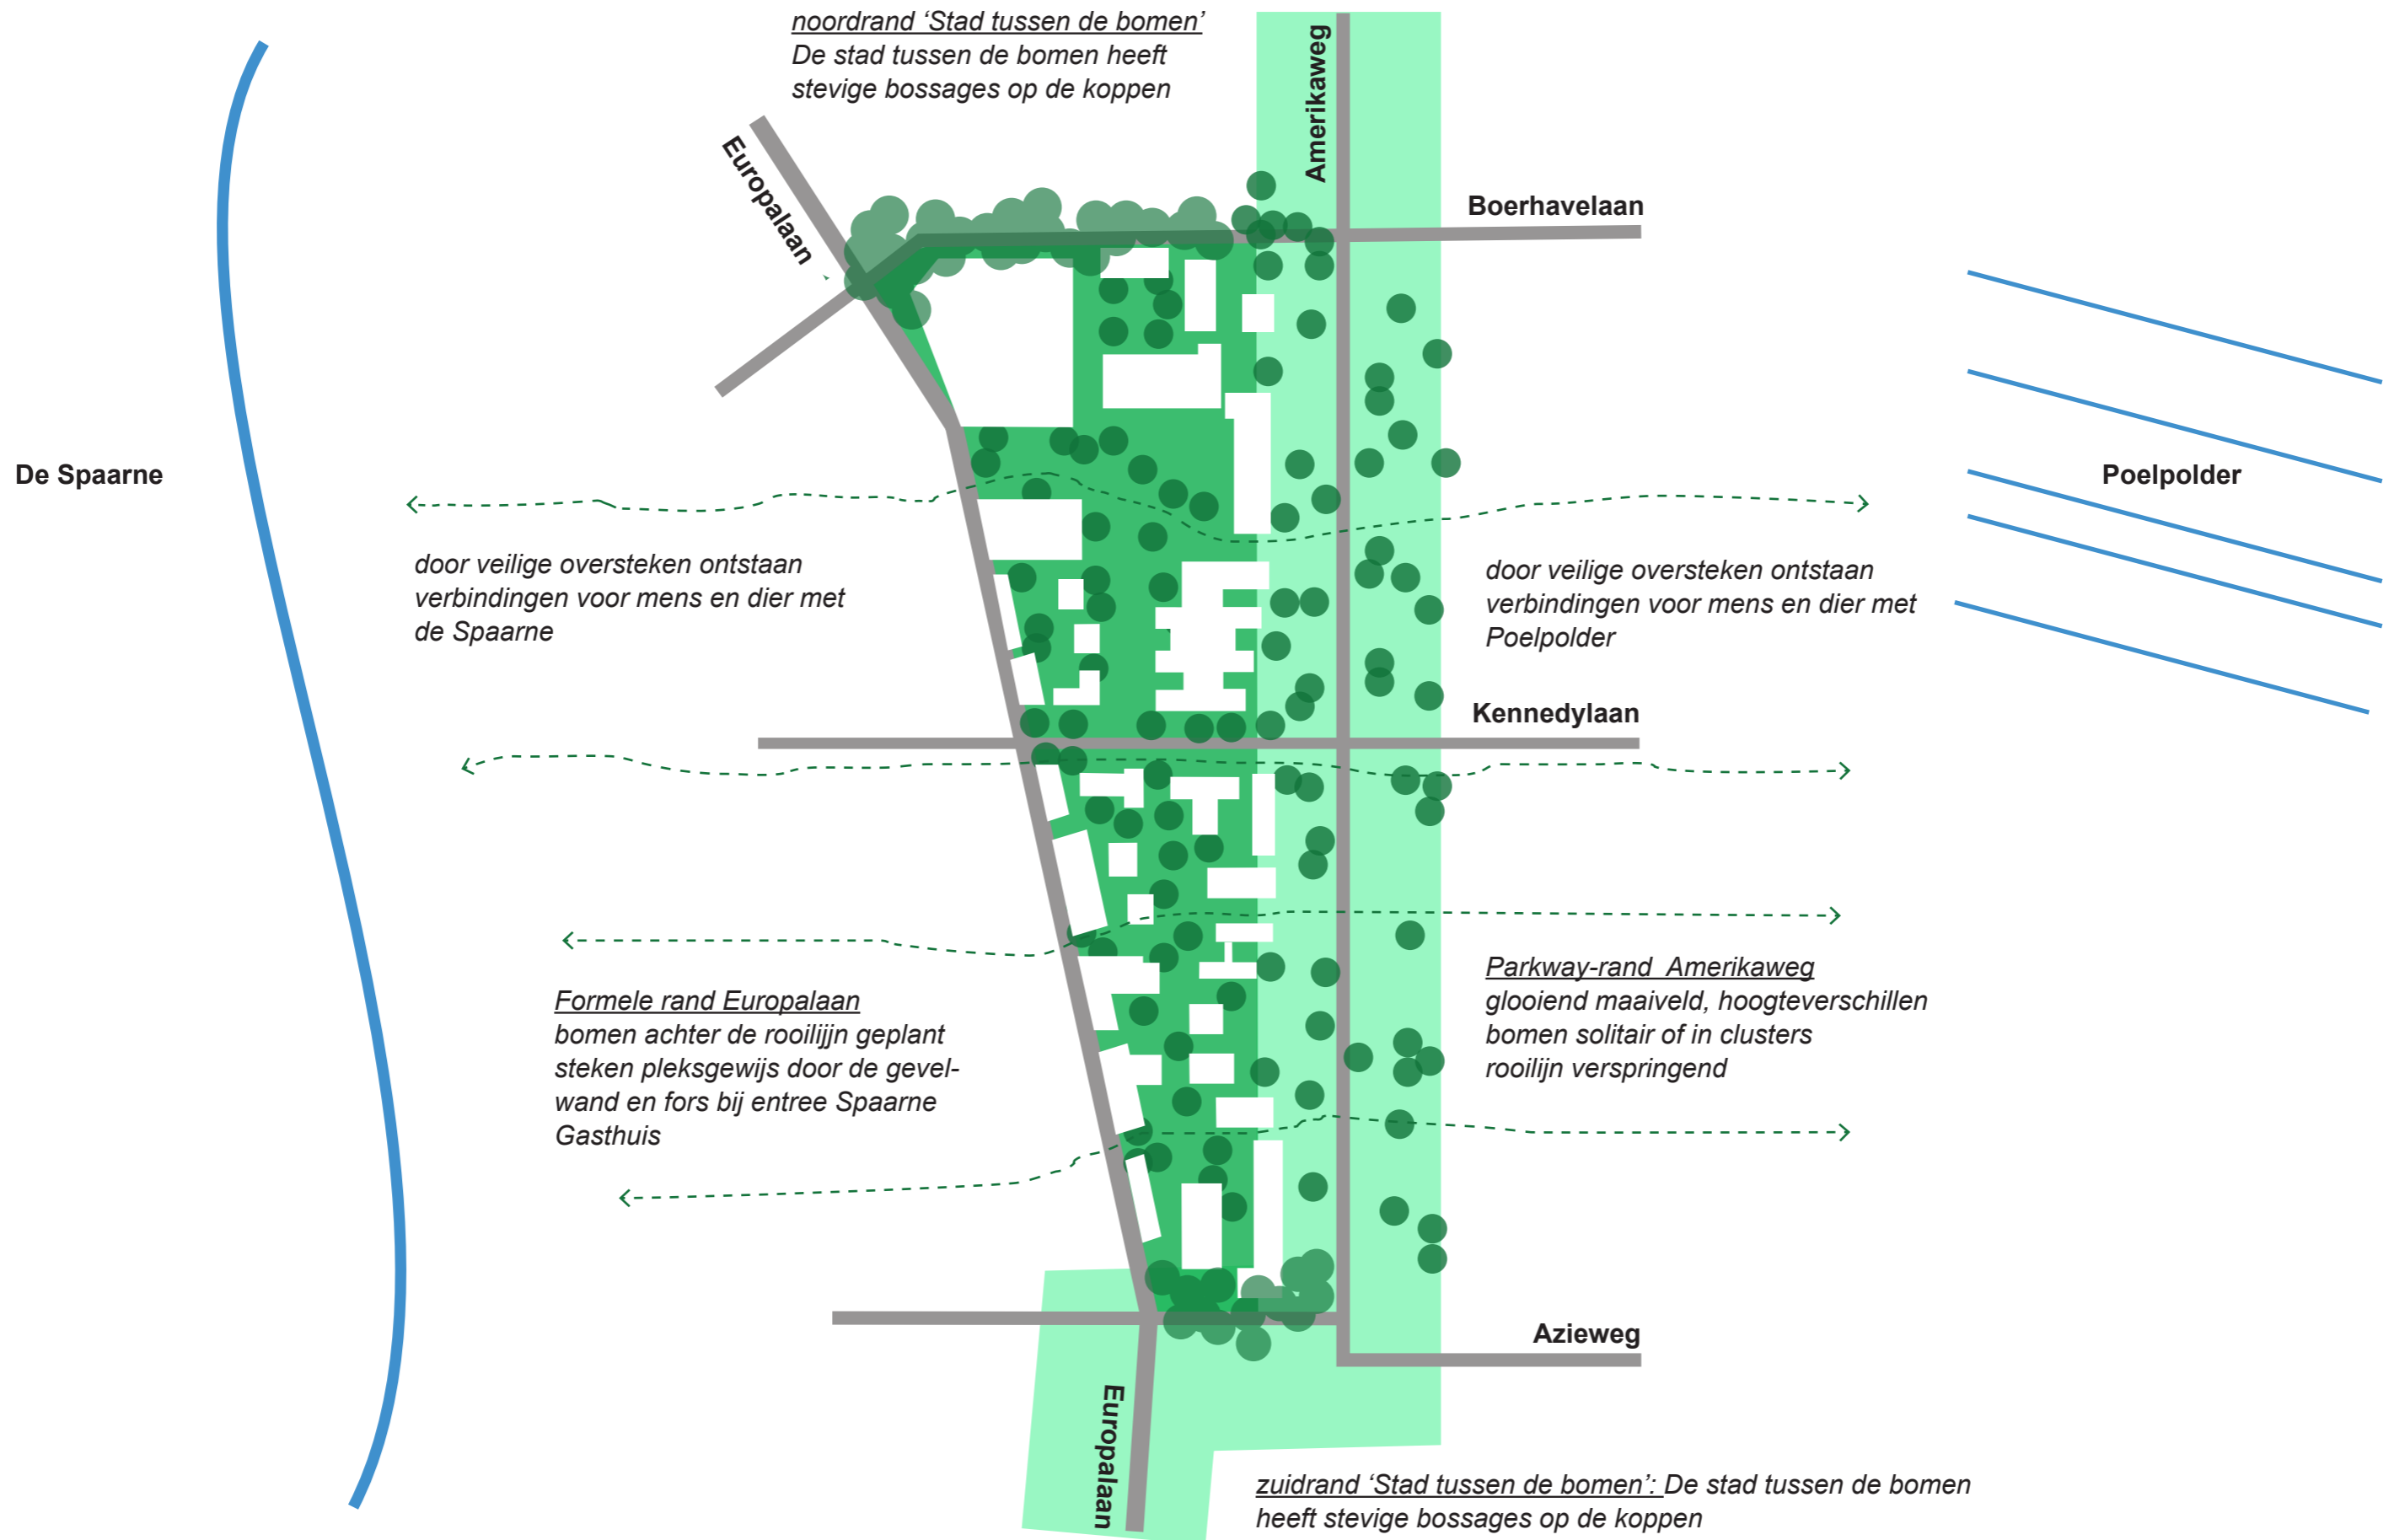 noordrand ‘Stad tussen de bomen’
De stad tussen de bomen heeft
stevige bossages op de koppen
Amerikaweg
Europalaan
Boerhavelaan
De Spaarne
Poelpolder
door veilige oversteken ontstaan
verbindingen voor mens en dier met
de Spaarne
door veilige oversteken ontstaan
verbindingen voor mens en dier met
Poelpolder
Kennedylaan
Formele rand Europalaan
bomen achter de rooilijjn geplant
steken pleksgewijs door de gevel-
wand en fors bij entree Spaarne
Gasthuis
Parkway-rand Amerikaweg
glooiend maaiveld, hoogteverschillen
bomen solitair of in clusters
rooilijn verspringend
Azieweg
Europalaan
zuidrand ‘Stad tussen de bomen’: De stad tussen de bomen
heeft stevige bossages op de koppen